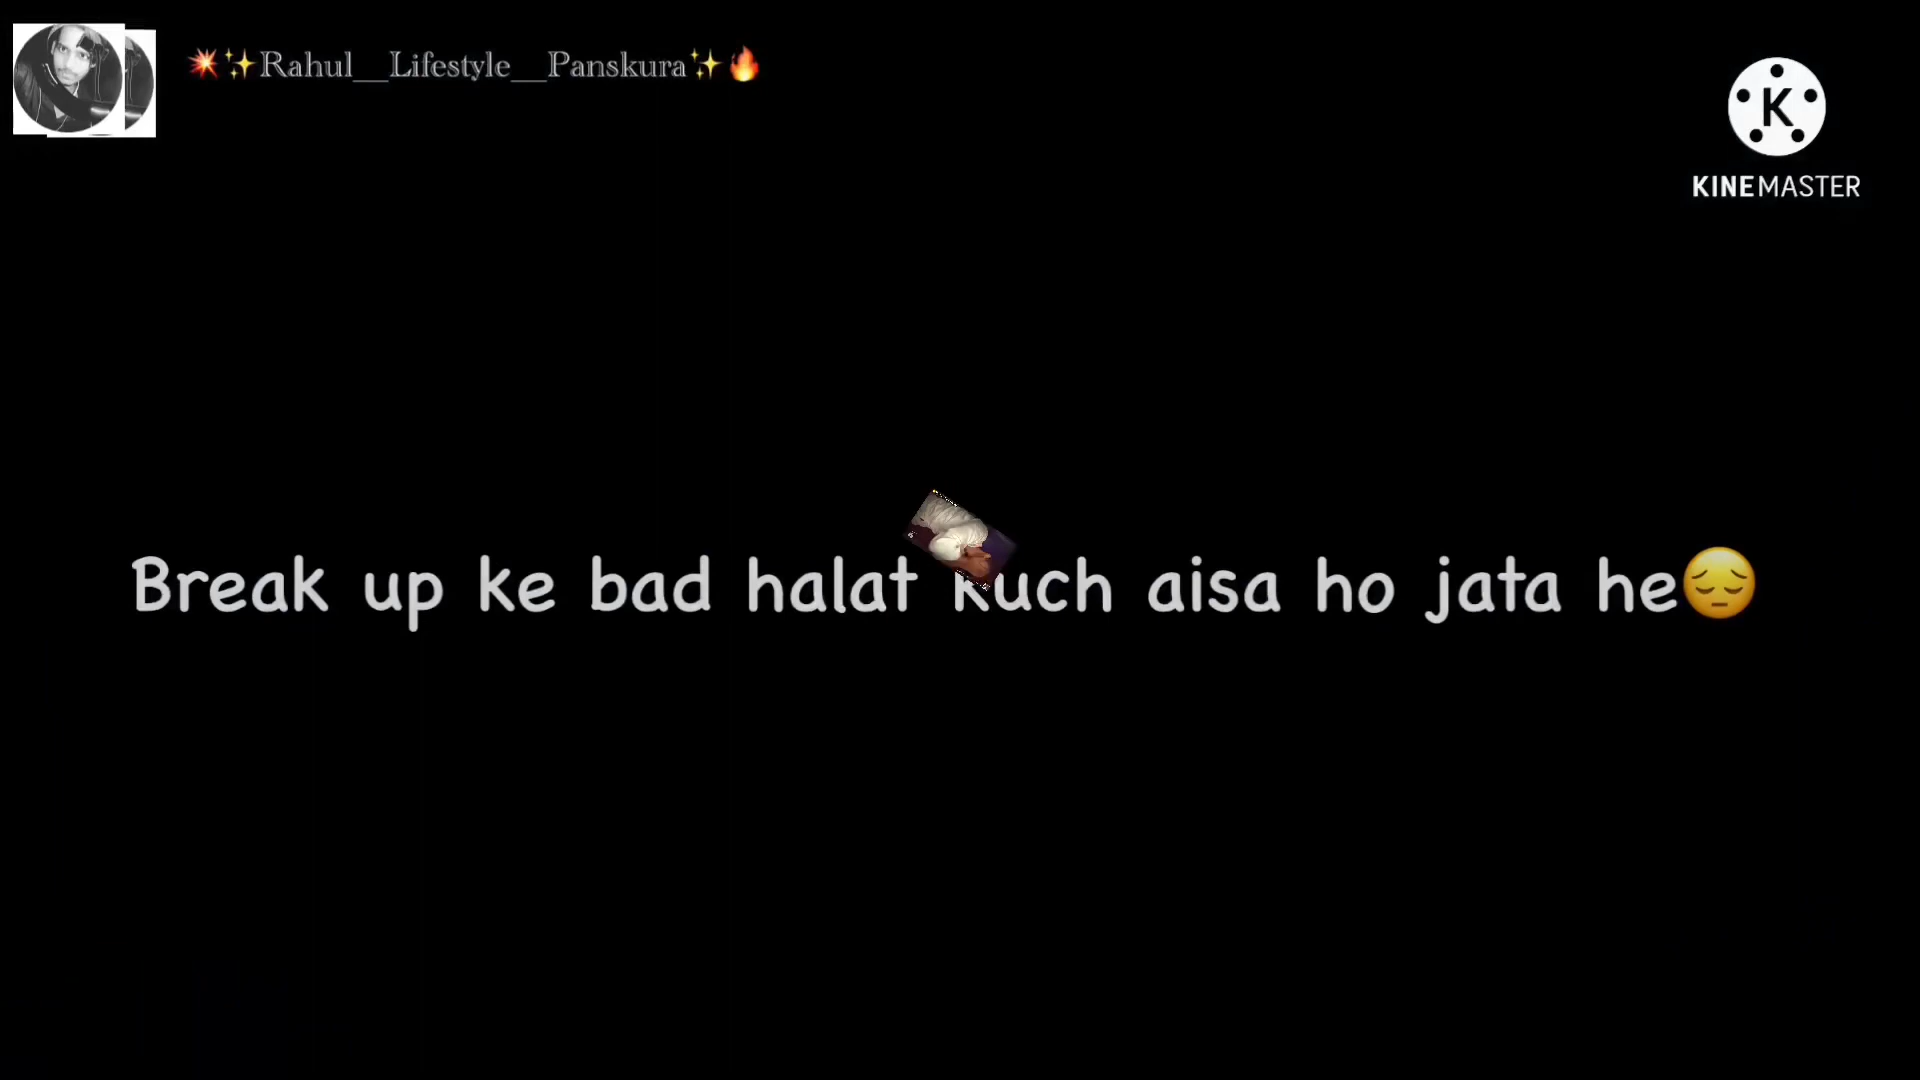 💥✨Rahul__Lifestyle__Panskura✨🔥
K
KINEMASTER
Break up ke bad halat kuch aisa ho jata he😔